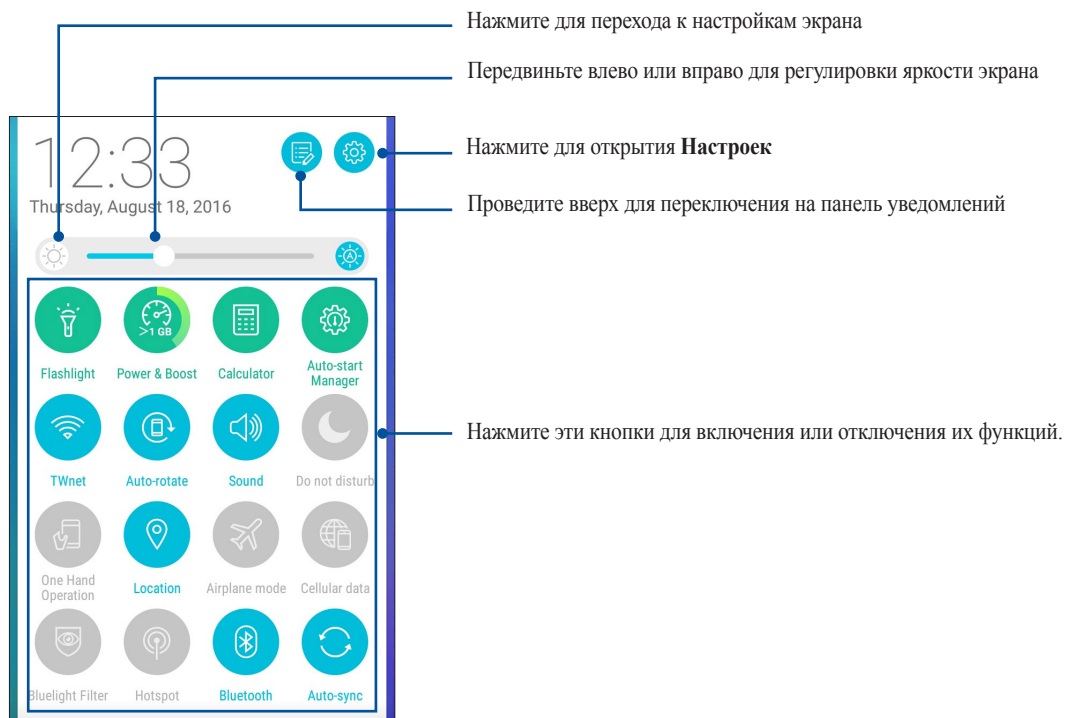 Нажмите для перехода к настройкам экрана
Передвиньте влево или вправо для регулировки яркости экрана
12:33
Thursday, August 18, 2016
Нажмите для открытия Настроек
Проведите вверх для переключения на панель уведомлений
A
>1 GB
Flashlight
Power & Boost
Calculator
Auto-start
Manager
Нажмите эти кнопки для включения или отключения их функций.
TWnet
Auto-rotate
Sound
Do not disturb
One Hand
Operation
Location
Airplane mode
Cellular data
Bluelight Filter
Hotspot
Bluetooth
Auto-sync